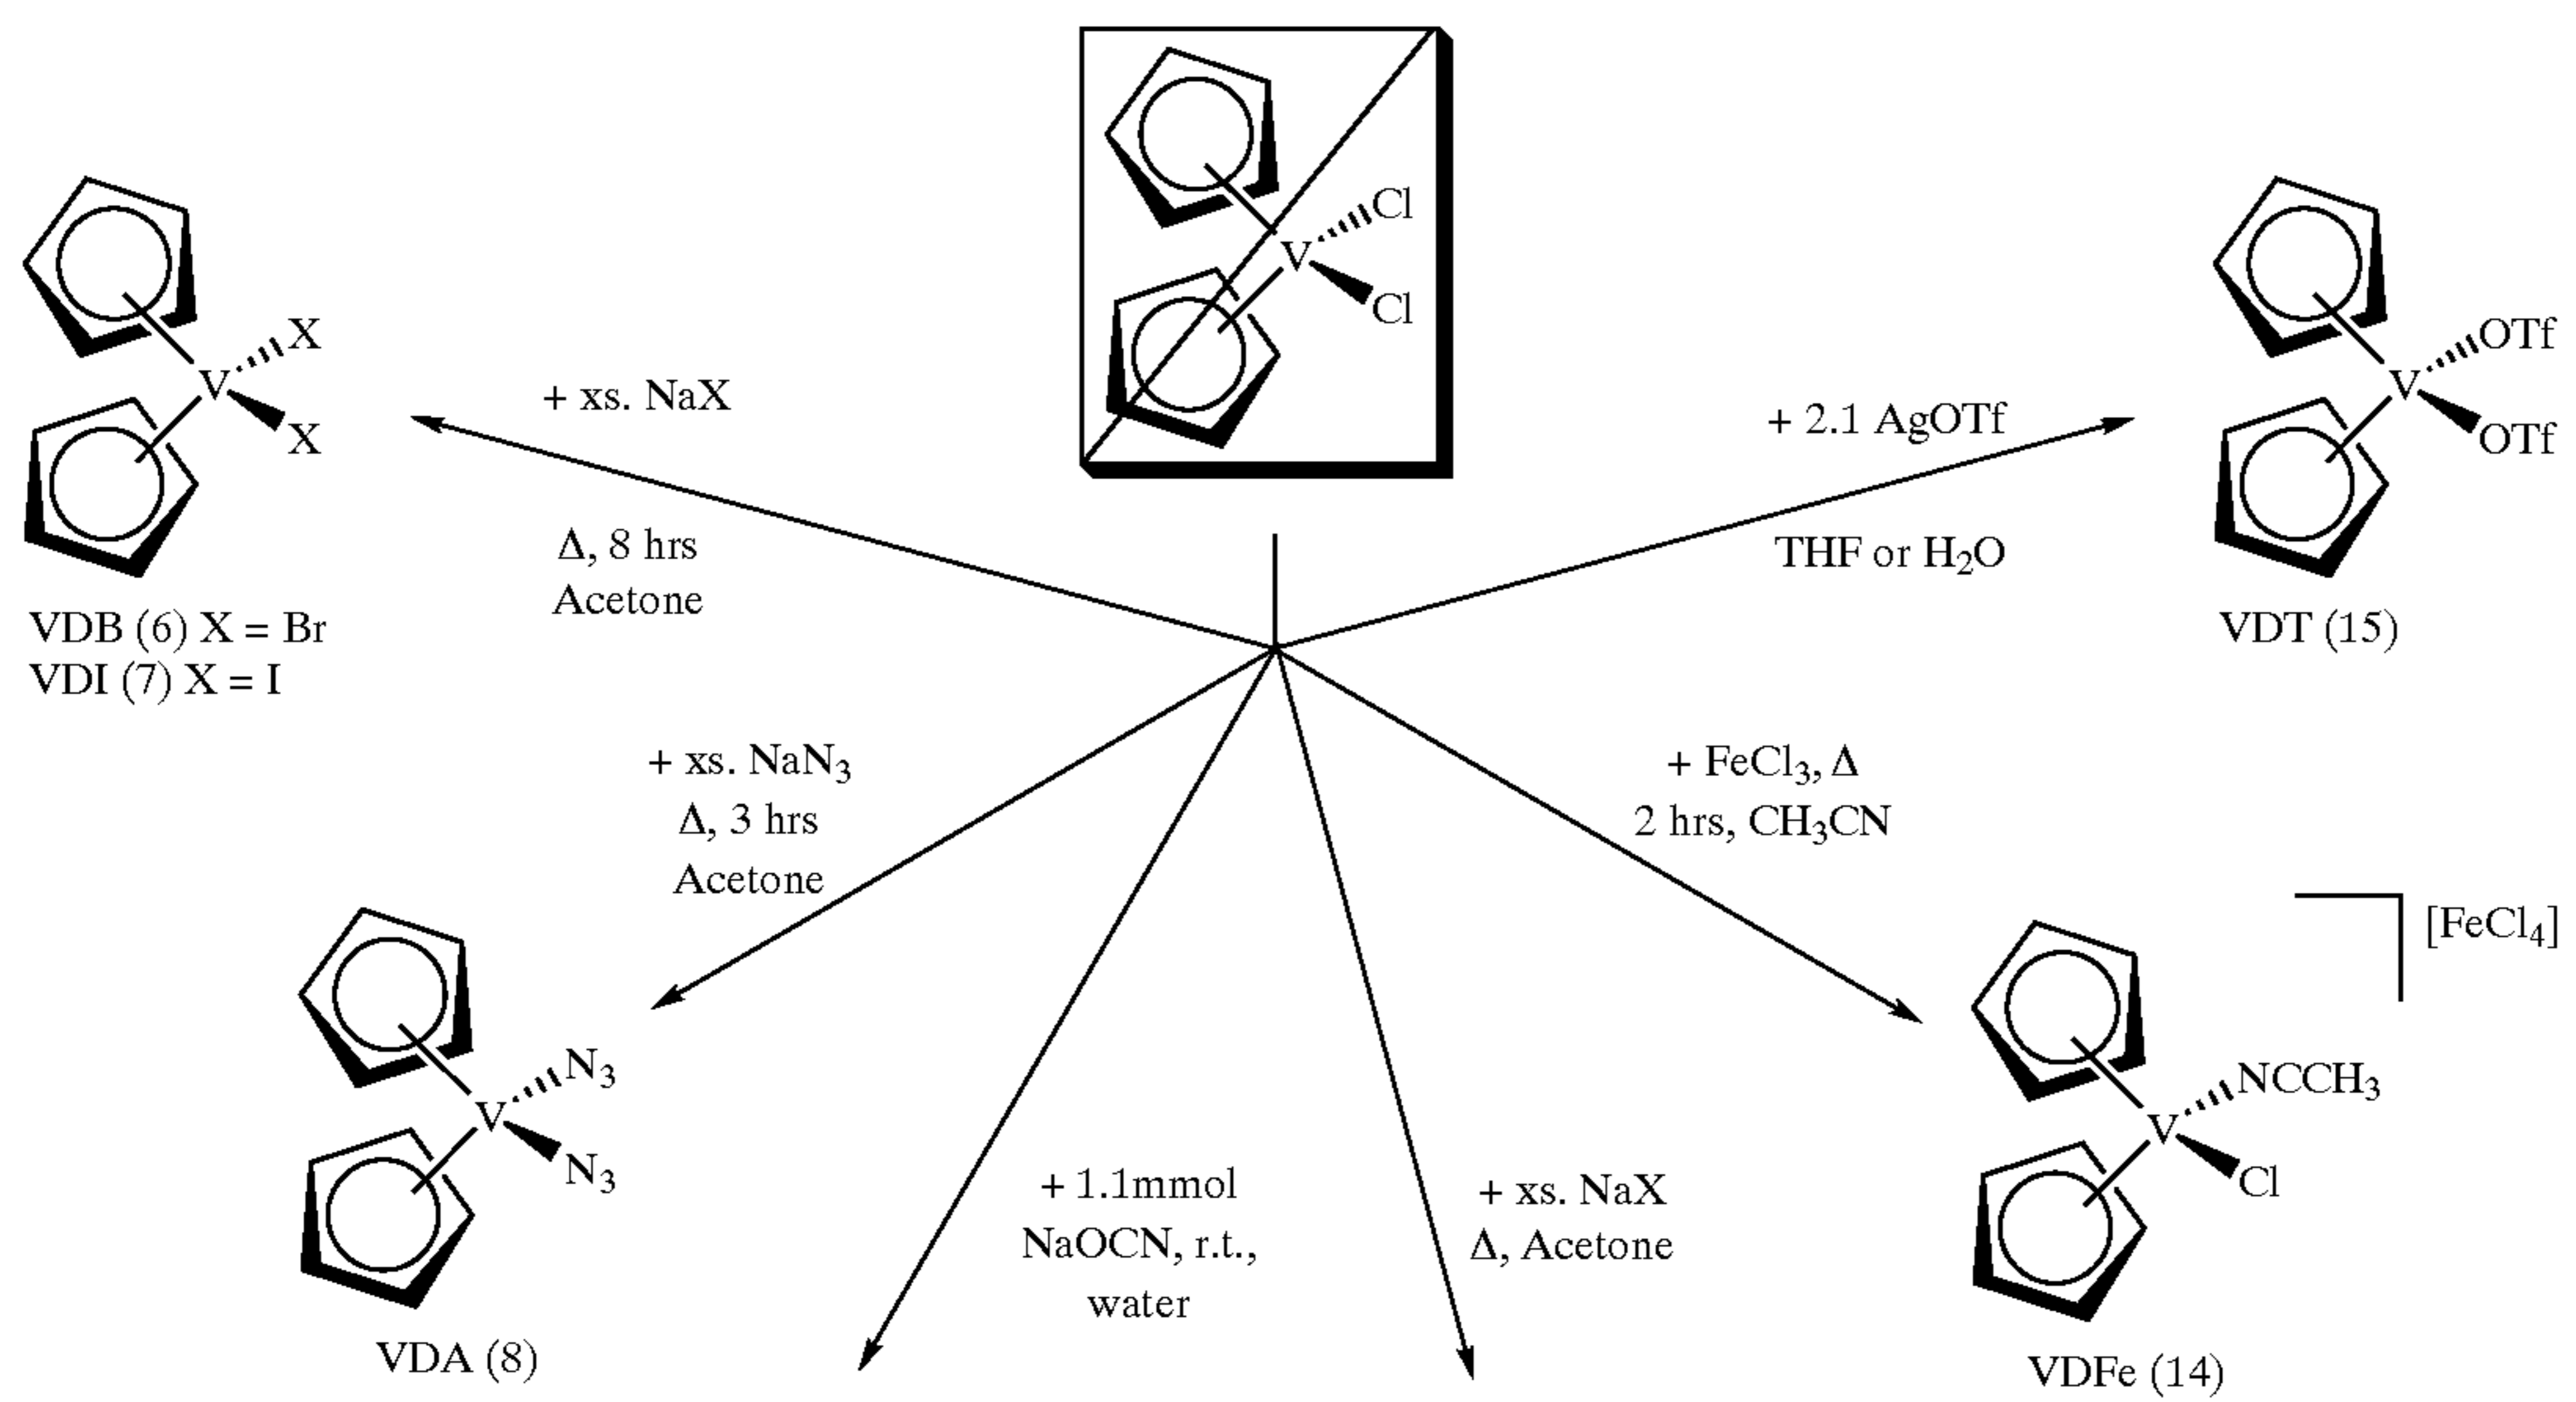 V
Cl
Cl
V
X
X
VDB (6) X = Br
VDI (7) X = I
+ xs. NaX
Δ, 8 hrs
Acetone
+ 2.1 AgOTf
THF or H₂O
V
OTf
OTf
VDT (15)
+ xs. NaN₃
Δ, 3 hrs
Acetone
+ FeCl₃, Δ
2 hrs, CH₃CN
V
N₃
N₃
VDA (8)
+ 1.1mmol
NaOCN, r.t.,
water
+ xs. NaX
Δ, Acetone
[FeCl₄]
V
NCCH₃
Cl
VDFe (14)